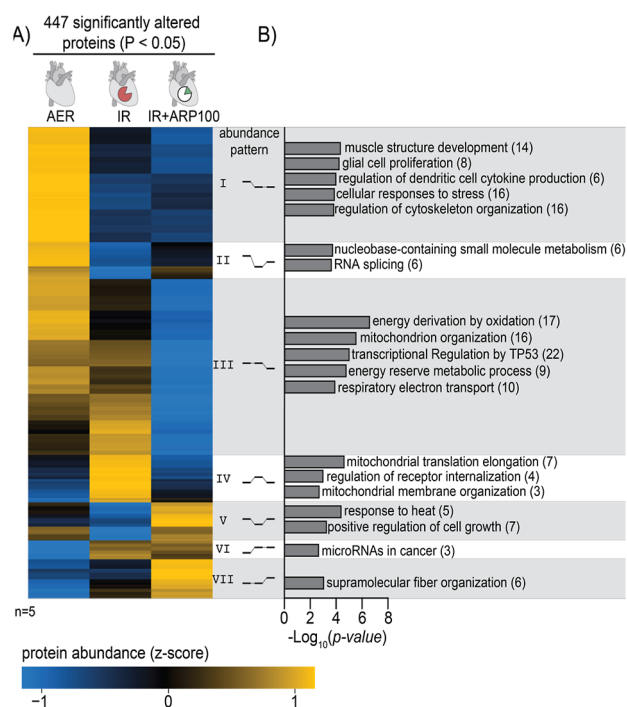 A)
447 significantly altered
proteins (P < 0.05)
AER IR IR+ARP100
B)
abundance
pattern
I
muscle structure development (14)
glial cell proliferation (8)
regulation of dendritic cell cytokine production (6)
cellular responses to stress (16)
regulation of cytoskeleton organization (16)
II
nucleobase-containing small molecule metabolism (6)
RNA splicing (6)
III
energy derivation by oxidation (17)
mitochondrion organization (16)
transcriptional Regulation by TP53 (22)
energy reserve metabolic process (9)
respiratory electron transport (10)
IV
mitochondrial translation elongation (7)
regulation of receptor internalization (4)
mitochondrial membrane organization (3)
V
response to heat (5)
positive regulation of cell growth (7)
VI
microRNAs in cancer (3)
VII
supramolecular fiber organization (6)
n=5
0 2 4 6 8
-Log10(p-value)
protein abundance (z-score)
−1 0 1